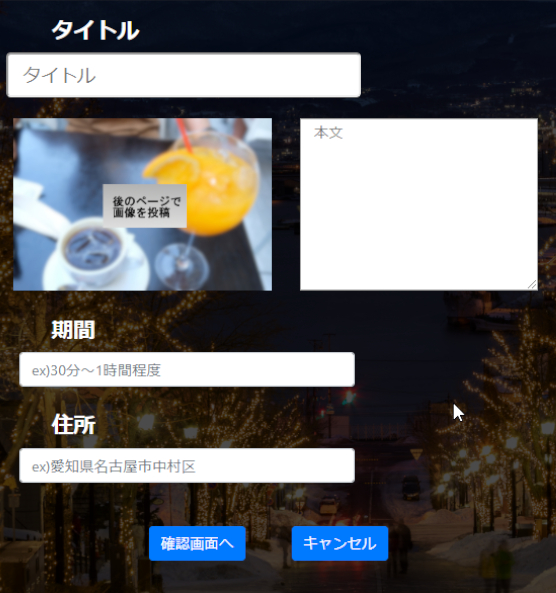 タイトル
タイトル
後のページで
画像を投稿
本文
期間
ex)30分～1時間程度
住所
ex)愛知県名古屋市中村区
確認画面へ
キャンセル